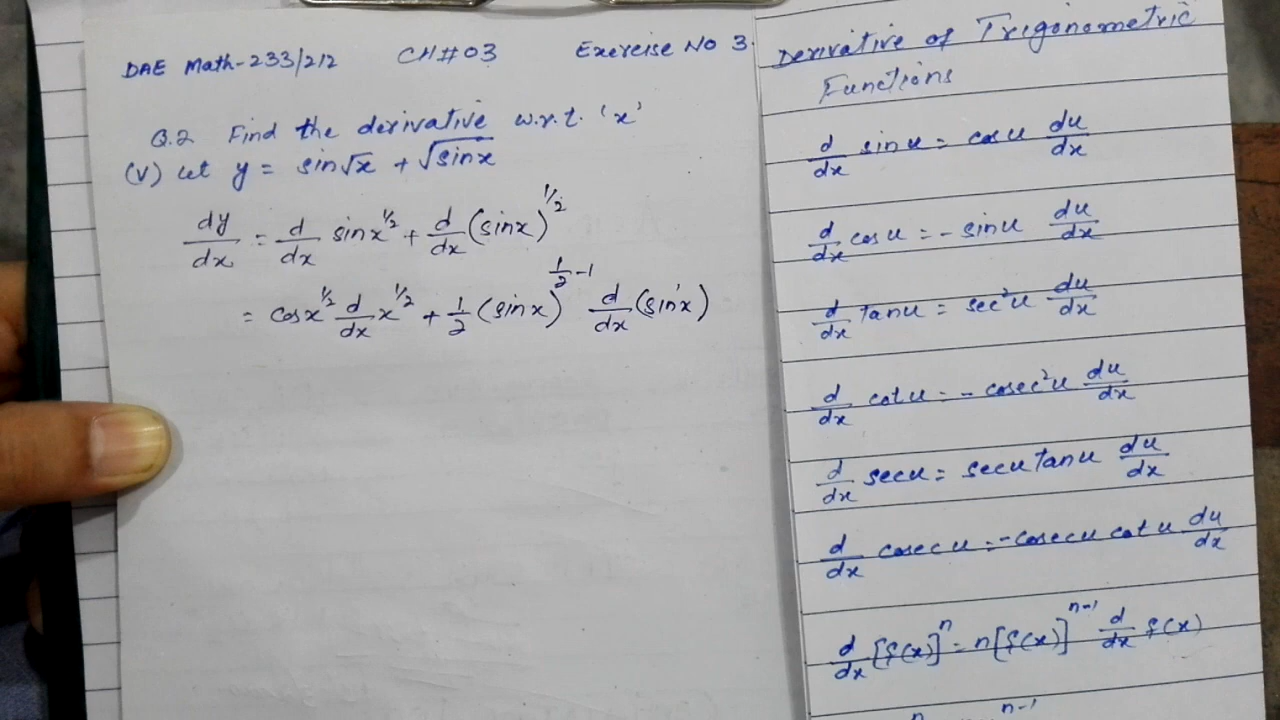 DAE Math-233/212 CH#03 Exercise No 3.
Q.2 Find the derivative w.r.t. 'x'
(V) Let y = sin√x + √sinx
dy/dx = d/dx sinx^1/2 + d/dx (sinx)^1/2
= cosx^1/2 d/dx x^1/2 + 1/2 (sinx)^1/2-1 d/dx (sinx)
Derivative of Trigonometric
Functions
d/dx sinu = cosu du/dx
d/dx cosu = - sinu du/dx
d/dx tanu = sec²u du/dx
d/dx cotu = - cosec²u du/dx
d/dx secu = secu tanu du/dx
d/dx cosecu = -cosecu cotu du/dx
d/dx [f(x)]^n = n[f(x)]^n-1 d/dx f(x)
n n-1